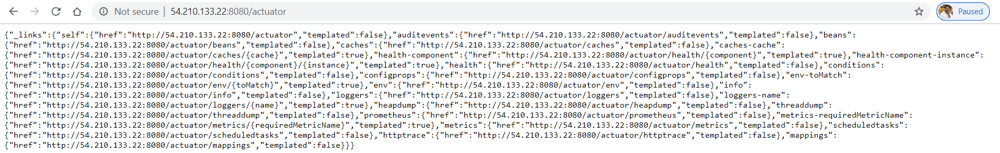 Not secure | 54.210.133.22:8080/actuator
Paused
{"_links":{"self":{"href":"http://54.210.133.22:8080/actuator","templated":false},"auditevents":{"href":"http://54.210.133.22:8080/actuator/auditevents","templated":false},"beans":
{"href":"http://54.210.133.22:8080/actuator/beans","templated":false},"caches":{"href":"http://54.210.133.22:8080/actuator/caches","templated":false},"caches-cache":
{"href":"http://54.210.133.22:8080/actuator/caches/{cache}","templated":true},"health-component":{"href":"http://54.210.133.22:8080/actuator/health/{component}","templated":true},"health-component-instance":
{"href":"http://54.210.133.22:8080/actuator/health/{component}/{instance}","templated":true},"health":{"href":"http://54.210.133.22:8080/actuator/health","templated":false},"conditions":
{"href":"http://54.210.133.22:8080/actuator/conditions","templated":false},"configprops":{"href":"http://54.210.133.22:8080/actuator/configprops","templated":false},"env-toMatch":
{"href":"http://54.210.133.22:8080/actuator/env/{toMatch}","templated":true},"env":{"href":"http://54.210.133.22:8080/actuator/env","templated":false},"info":
{"href":"http://54.210.133.22:8080/actuator/info","templated":false},"loggers":{"href":"http://54.210.133.22:8080/actuator/loggers","templated":false},"loggers-name":
{"href":"http://54.210.133.22:8080/actuator/loggers/{name}","templated":true},"heapdump":{"href":"http://54.210.133.22:8080/actuator/heapdump","templated":false},"threaddump":
{"href":"http://54.210.133.22:8080/actuator/threaddump","templated":false},"prometheus":{"href":"http://54.210.133.22:8080/actuator/prometheus","templated":false},"metrics-requiredMetricName":
{"href":"http://54.210.133.22:8080/actuator/metrics/{requiredMetricName}","templated":true},"metrics":{"href":"http://54.210.133.22:8080/actuator/metrics","templated":false},"scheduledtasks":
{"href":"http://54.210.133.22:8080/actuator/scheduledtasks","templated":false},"httptrace":{"href":"http://54.210.133.22:8080/actuator/httptrace","templated":false},"mappings":
{"href":"http://54.210.133.22:8080/actuator/mappings","templated":false}}}